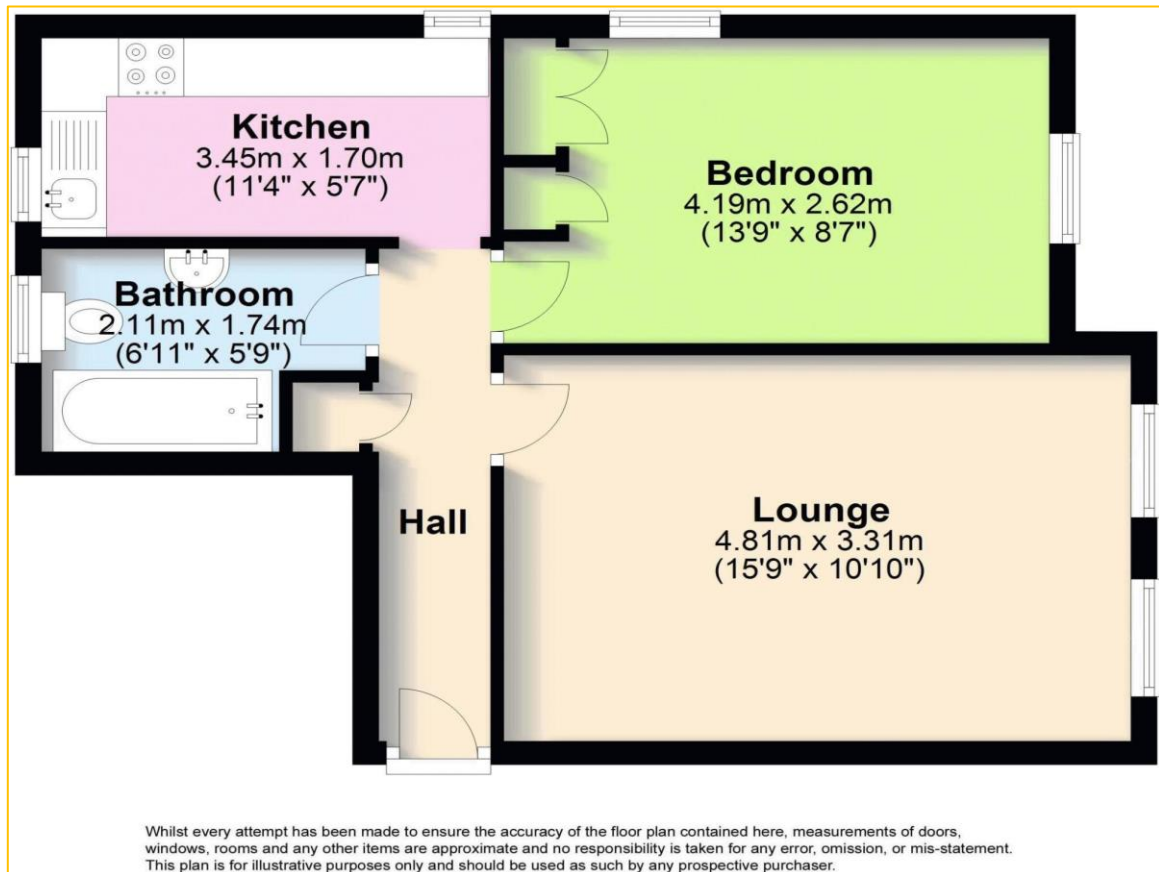 Kitchen
3.45m x 1.70m
(11'4" x 5'7")
Bedroom
4.19m x 2.62m
(13'9" x 8'7")
Bathroom
2.11m x 1.74m
(6'11" x 5'9")
Hall
Lounge
4.81m x 3.31m
(15'9" x 10'10")
Whilst every attempt has been made to ensure the accuracy of the floor plan contained here, measurements of doors,
windows, rooms and any other items are approximate and no responsibility is taken for any error, omission, or mis-statement.
This plan is for illustrative purposes only and should be used as such by any prospective purchaser.